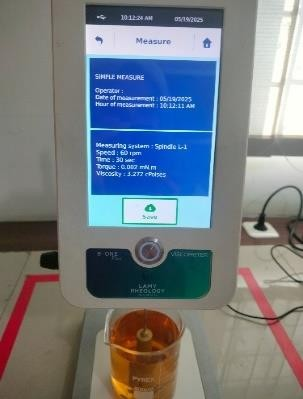 10:12:24 AM 05/19/2025
Measure
SIMPLE MEASURE
Operator :
Date of measurement : 05/19/2025
Hour of measurement : 10:12:11 AM
Measuring system : Spindle L-1
Speed : 60 rpm
Time : 30 sec
Torque : 0.002 mN.m
Viscosity : 3.272 cPoises
Save
B-ONE
Plus
VISCOMETER
LAMY
RHEOLOGY
PYREX